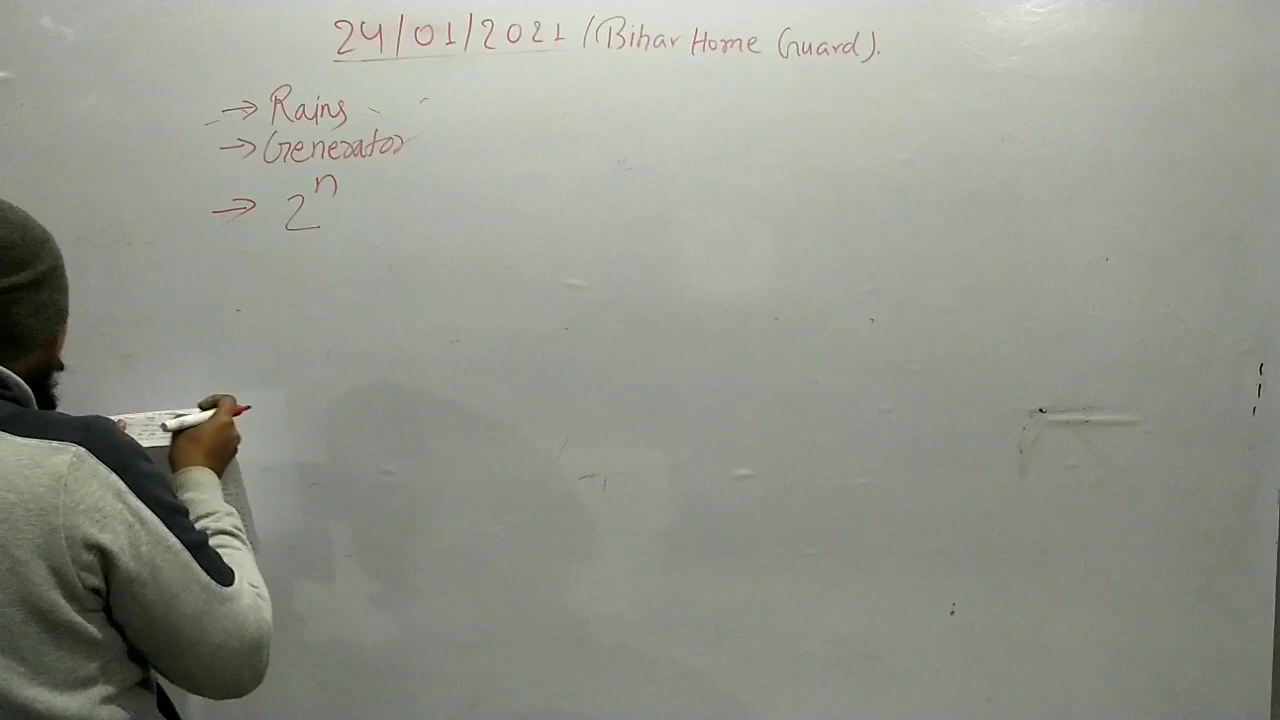 24/01/2021 (Bihar Home Guard).
→ Rains
→ Generator
→ 2ⁿ